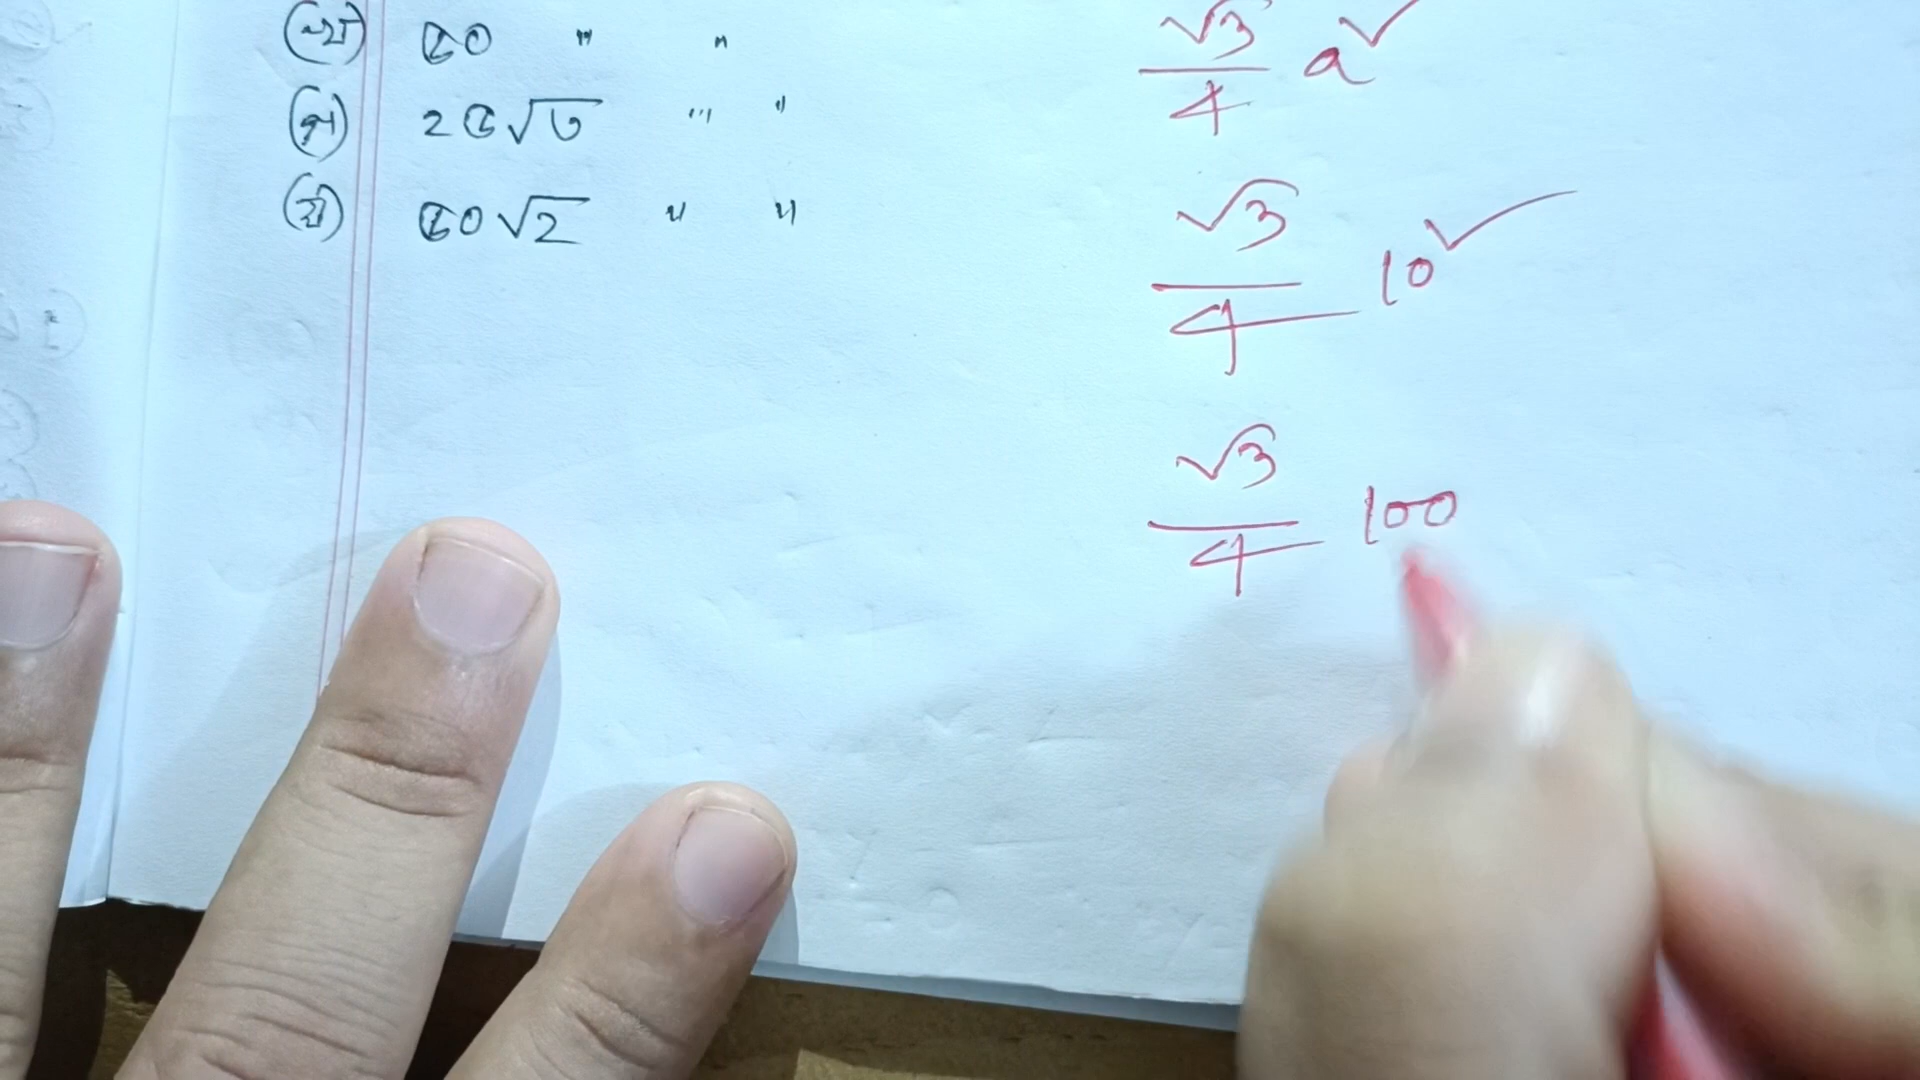 (খ) ৫০ " "
(গ) ২৫√৩ " "
(ঘ) ৫০√২ " "
√3/4 a²
√3/4 10²
√3/4 100